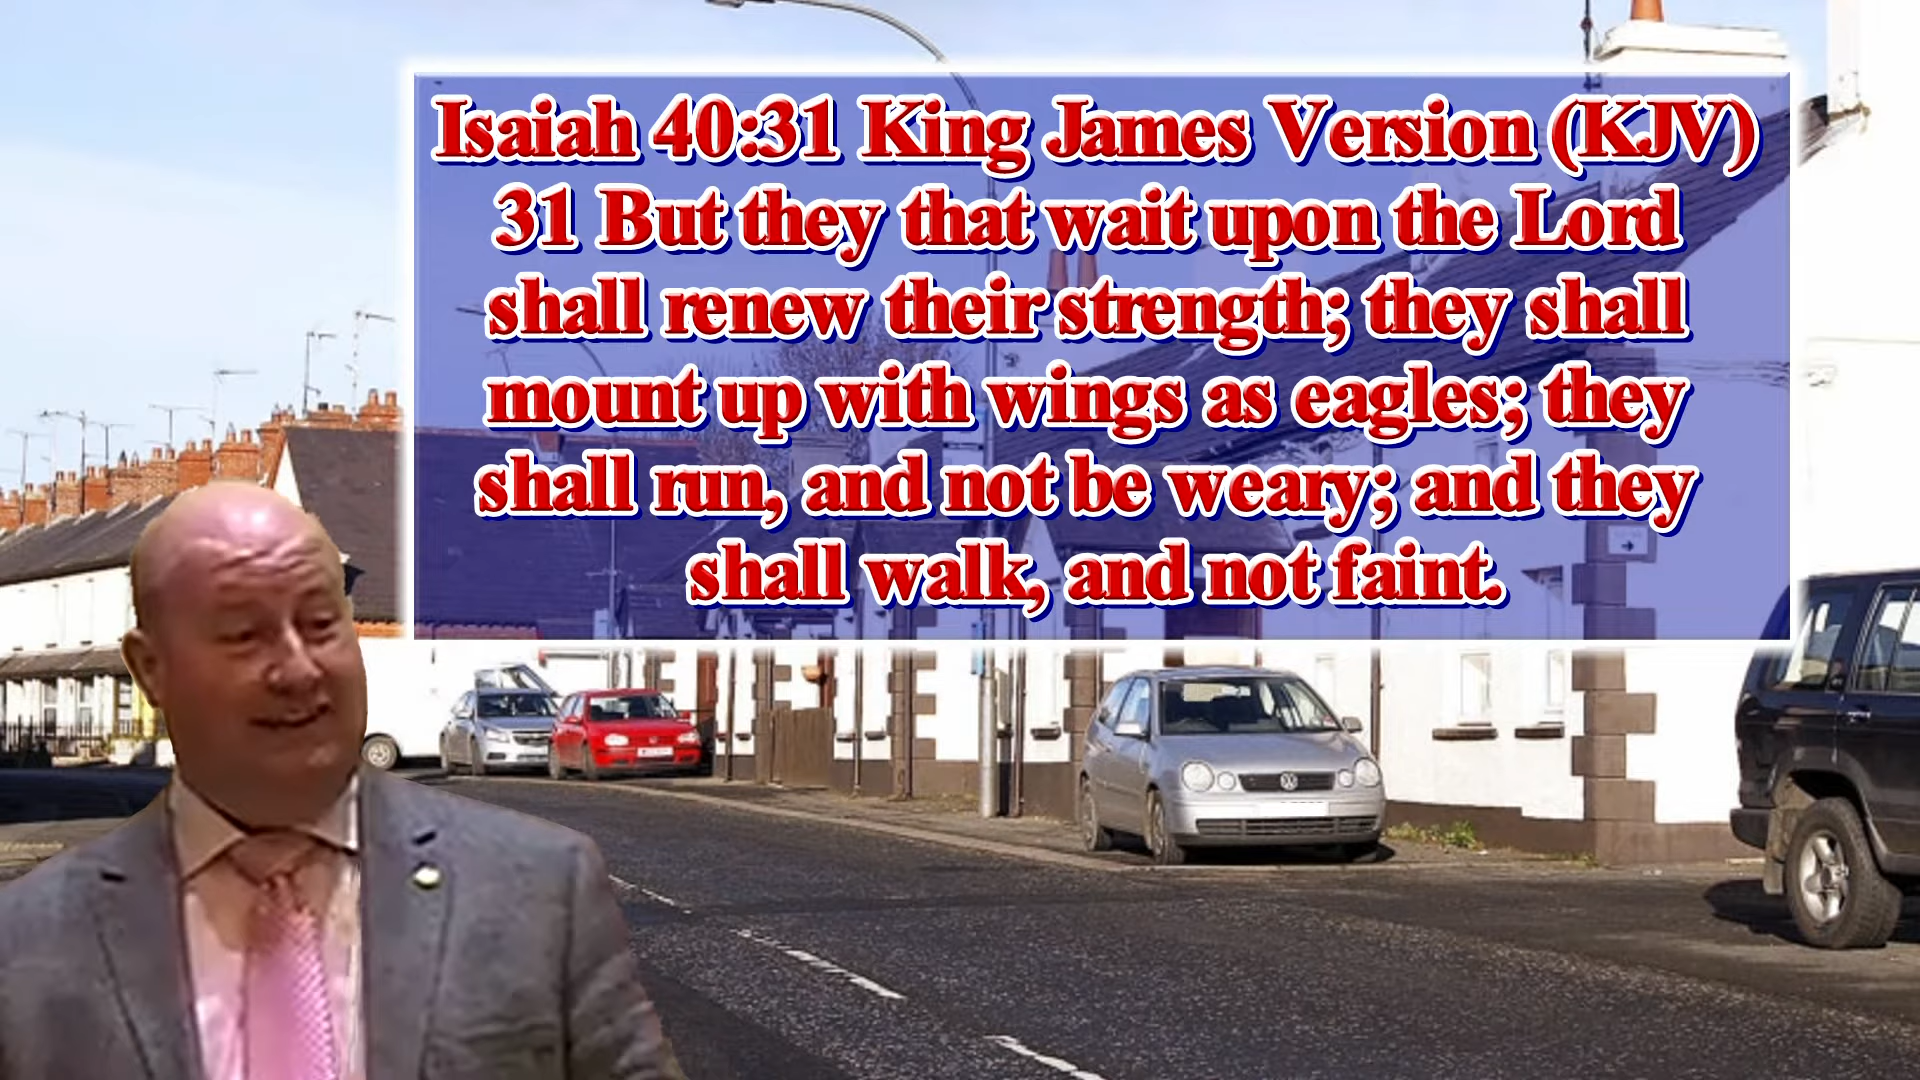 Isaiah 40:31 King James Version (KJV)
31 But they that wait upon the Lord
shall renew their strength; they shall
mount up with wings as eagles; they
shall run, and not be weary; and they
shall walk, and not faint.